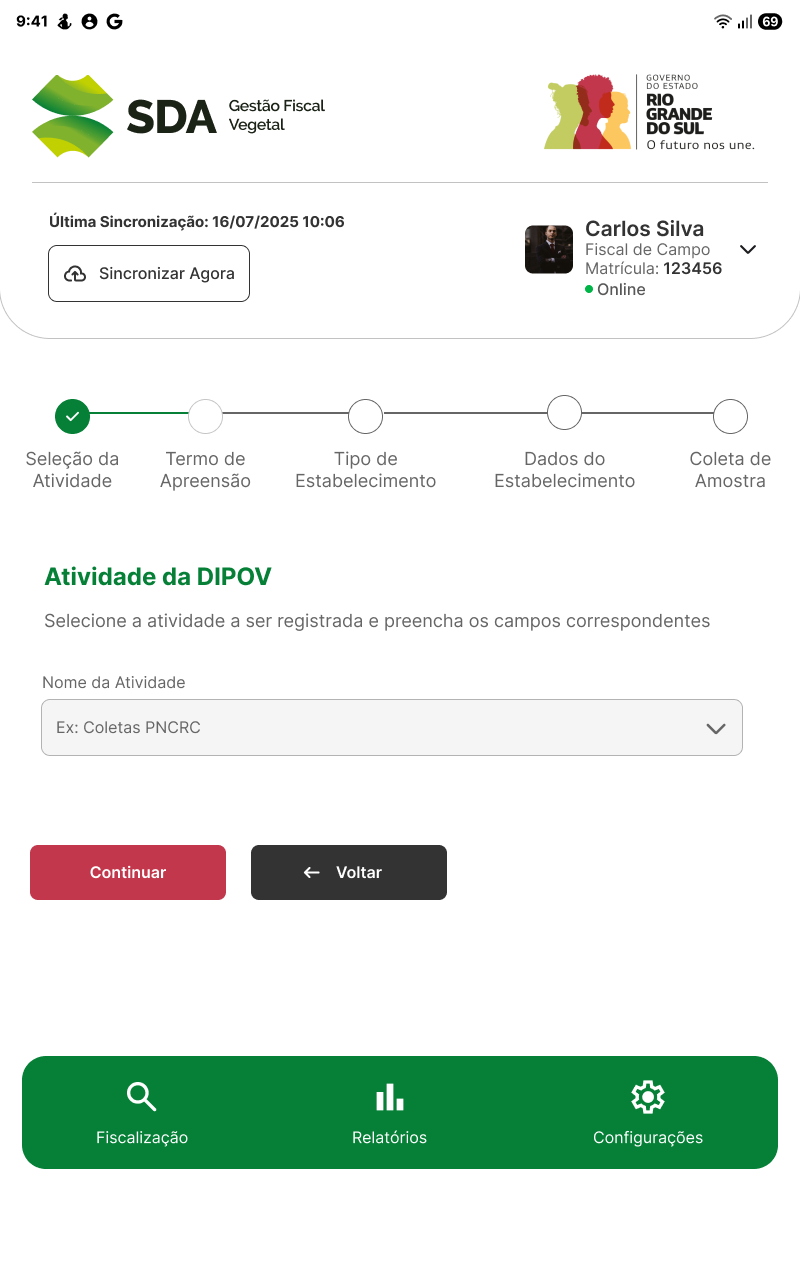 9:41
69
SDA
Gestão Fiscal
Vegetal
GOVERNO
DO ESTADO
RIO
GRANDE
DO SUL
O futuro nos une.
Última Sincronização: 16/07/2025 10:06
Sincronizar Agora
Carlos Silva
Fiscal de Campo
Matrícula: 123456
Online
Seleção da
Atividade
Termo de
Apreensão
Tipo de
Estabelecimento
Dados do
Estabelecimento
Coleta de
Amostra
Atividade da DIPOV
Selecione a atividade a ser registrada e preencha os campos correspondentes
Nome da Atividade
Ex: Coletas PNCRC
Continuar
Voltar
Fiscalização
Relatórios
Configurações